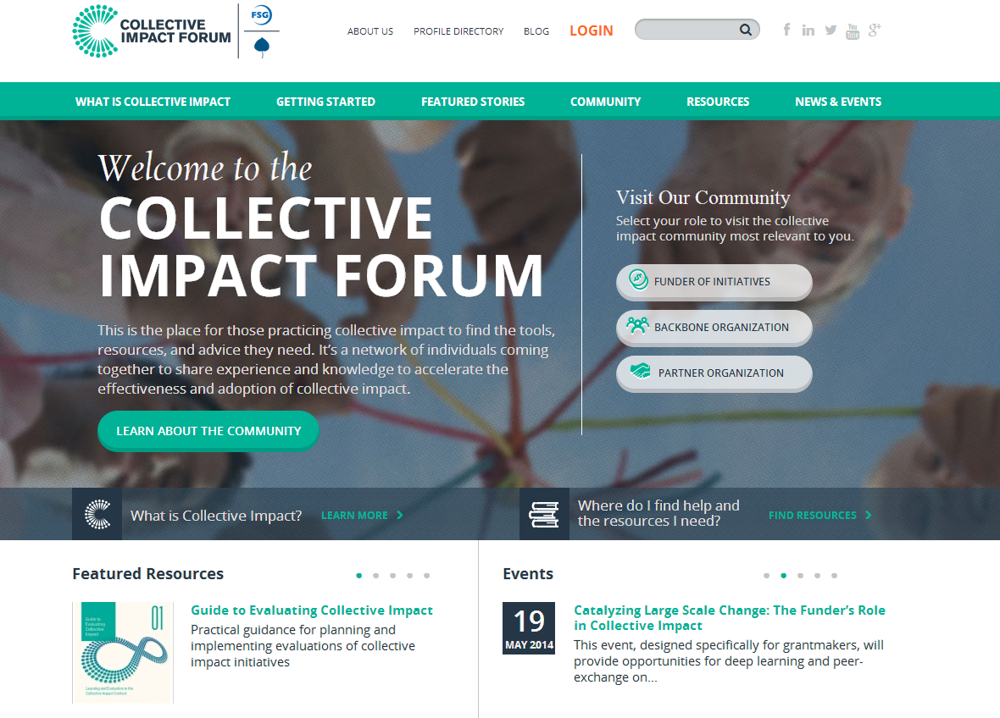 COLLECTIVE
IMPACT FORUM
FSG
ABOUT US
PROFILE DIRECTORY
BLOG
LOGIN
You
Tube
WHAT IS COLLECTIVE IMPACT
GETTING STARTED
FEATURED STORIES
COMMUNITY
RESOURCES
NEWS & EVENTS
Welcome to the
COLLECTIVE
IMPACT FORUM
This is the place for those practicing collective impact to find the tools,
resources, and advice they need. It's a network of individuals coming
together to share experience and knowledge to accelerate the
effectiveness and adoption of collective impact.
LEARN ABOUT THE COMMUNITY
Visit Our Community
Select your role to visit the collective
impact community most relevant to you.
FUNDER OF INITIATIVES
BACKBONE ORGANIZATION
PARTNER ORGANIZATION
What is Collective Impact?
LEARN MORE
Where do I find help and
the resources I need?
FIND RESOURCES
Featured Resources
Guide to
Evaluating
Collective
Impact
01
Learning and Evaluation in the
Collective Impact Context
Guide to Evaluating Collective Impact
Practical guidance for planning and
implementing evaluations of collective
impact initiatives
Events
19
MAY 2014
Catalyzing Large Scale Change: The Funder's Role
in Collective Impact
This event, designed specifically for grantmakers, will
provide opportunities for deep learning and peer-
exchange on...